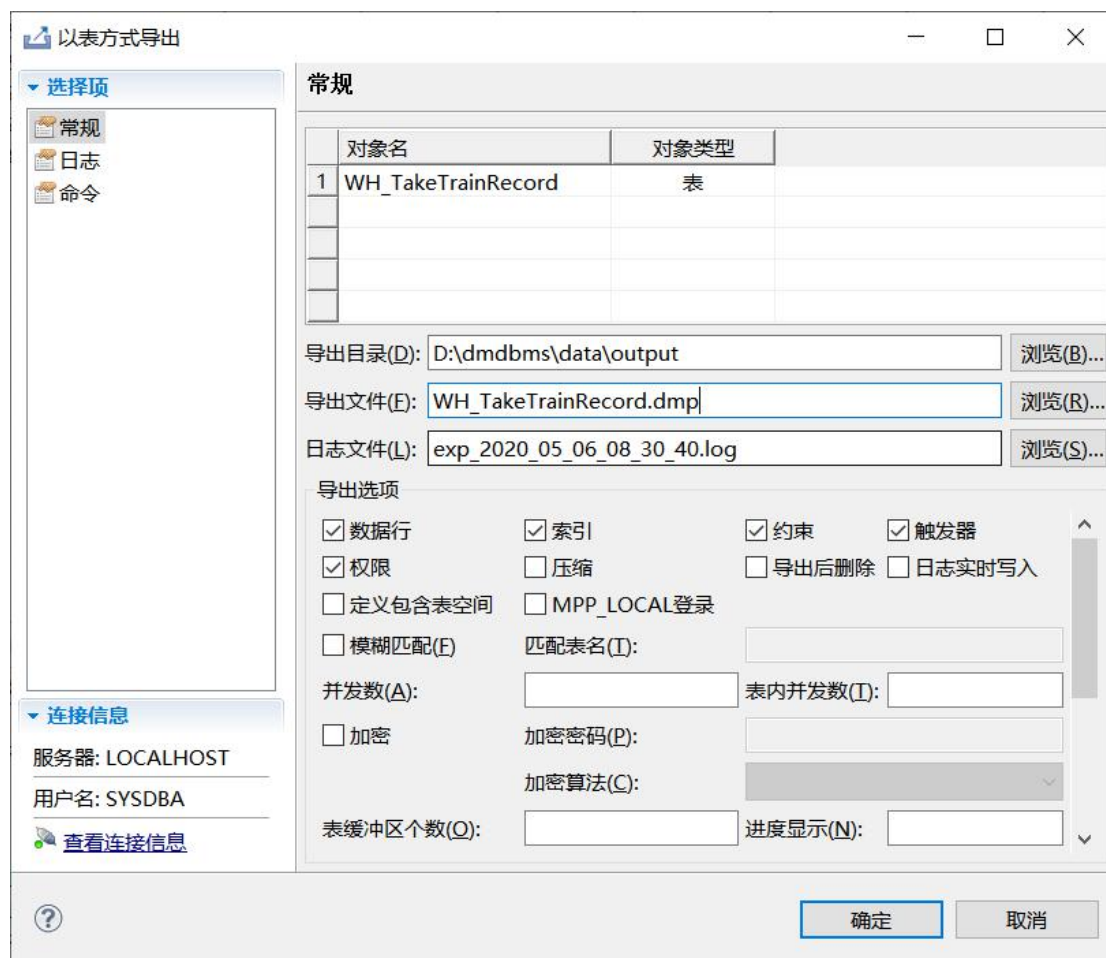 以表方式导出
选择项
常规
日志
命令
常规
对象名 对象类型
1 WH_TakeTrainRecord 表
导出目录(D): D:\dmdbms\data\output 浏览(B)...
导出文件(F): WH_TakeTrainRecord.dmp 浏览(R)...
日志文件(L): exp_2020_05_06_08_30_40.log 浏览(S)...
导出选项
数据行 索引 约束 触发器
权限 压缩 导出后删除 日志实时写入
定义包含表空间 MPP_LOCAL登录
模糊匹配(F) 匹配表名(T):
并发数(A): 表内并发数(T):
加密 加密密码(P):
加密算法(C):
表缓冲区个数(O): 进度显示(N):
连接信息
服务器: LOCALHOST
用户名: SYSDBA
查看连接信息
确定 取消